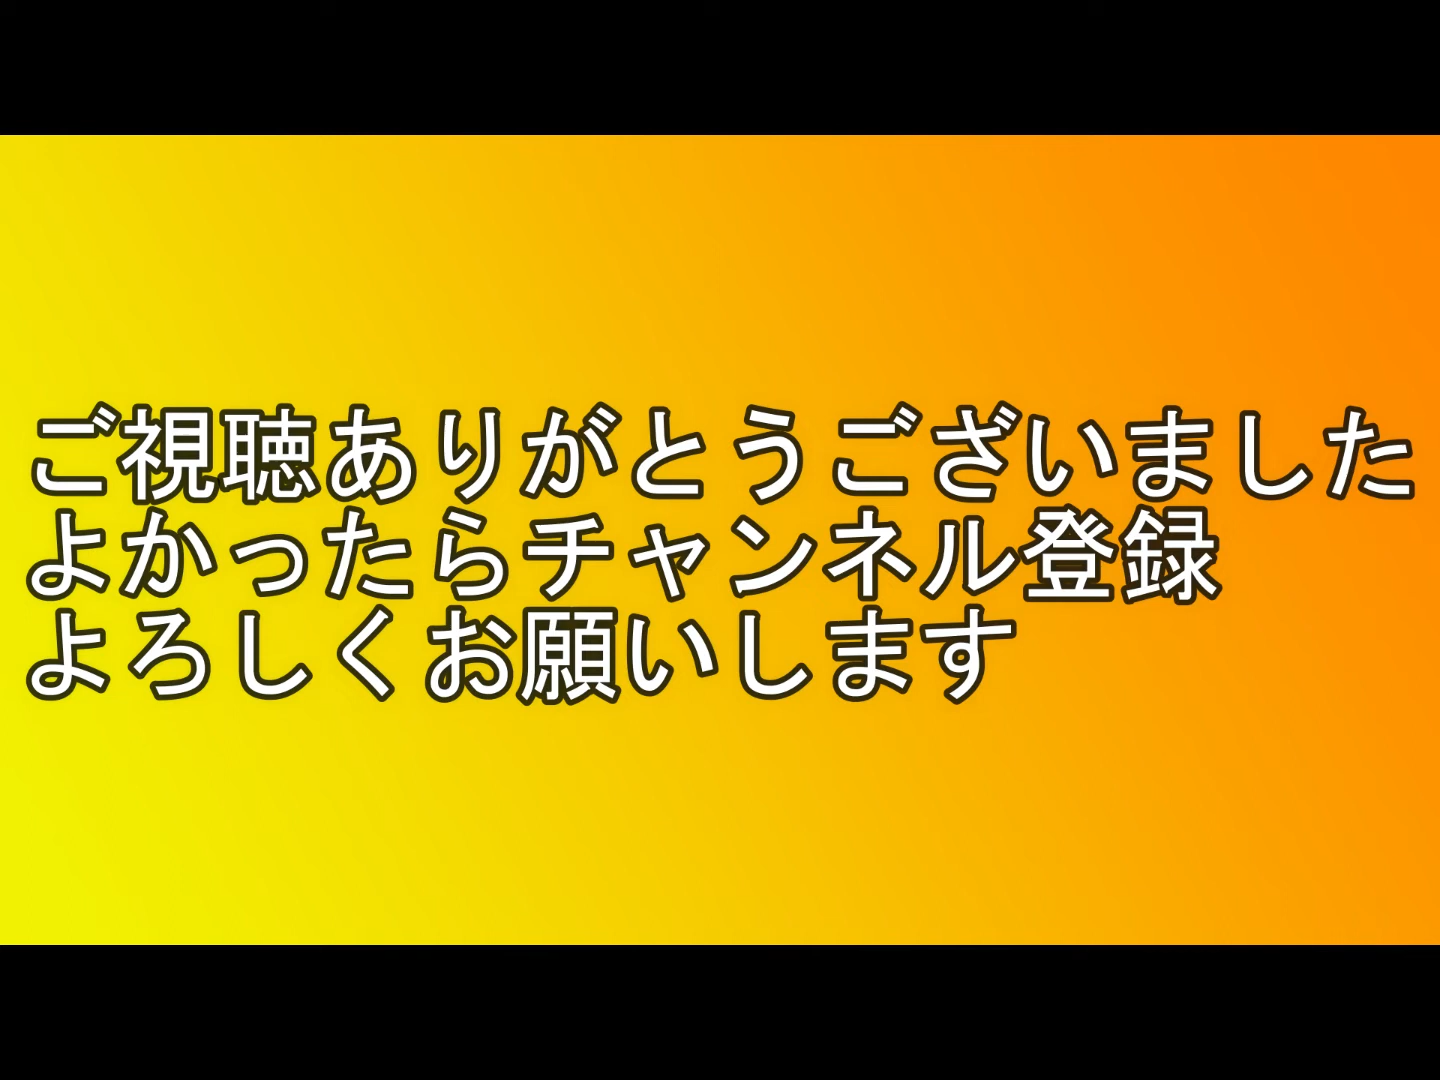 ご視聴ありがとうございました
よかったらチャンネル登録
よろしくお願いします